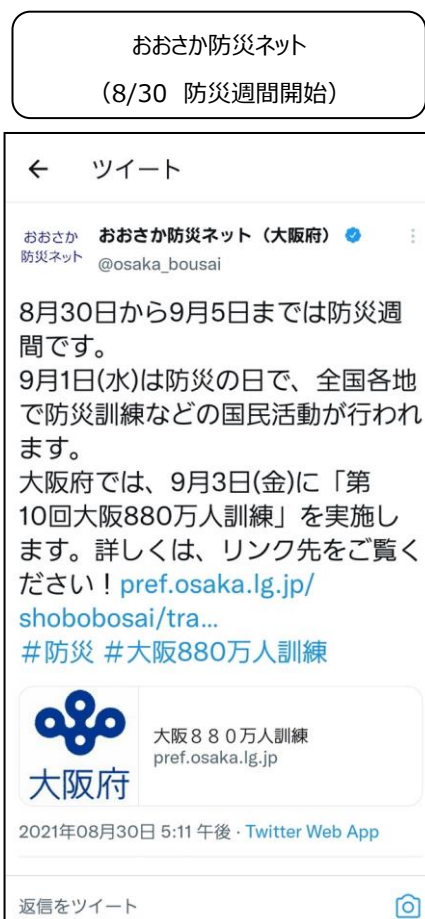 おおさか防災ネット
（8/30 防災週間開始）
← ツイート
おおさか
防災ネット
おおさか防災ネット（大阪府）
@osaka_bousai
8月30日から9月5日までは防災週
間です。
9月1日(水)は防災の日で、全国各地
で防災訓練などの国民活動が行われ
ます。
大阪府では、9月3日(金)に「第
10回大阪880万人訓練」を実施し
ます。詳しくは、リンク先をご覧く
ださい！pref.osaka.lg.jp/
shobobosai/tra...
#防災 #大阪880万人訓練
大阪府
大阪８８０万人訓練
pref.osaka.lg.jp
2021年08月30日 5:11 午後 · Twitter Web App
返信をツイート